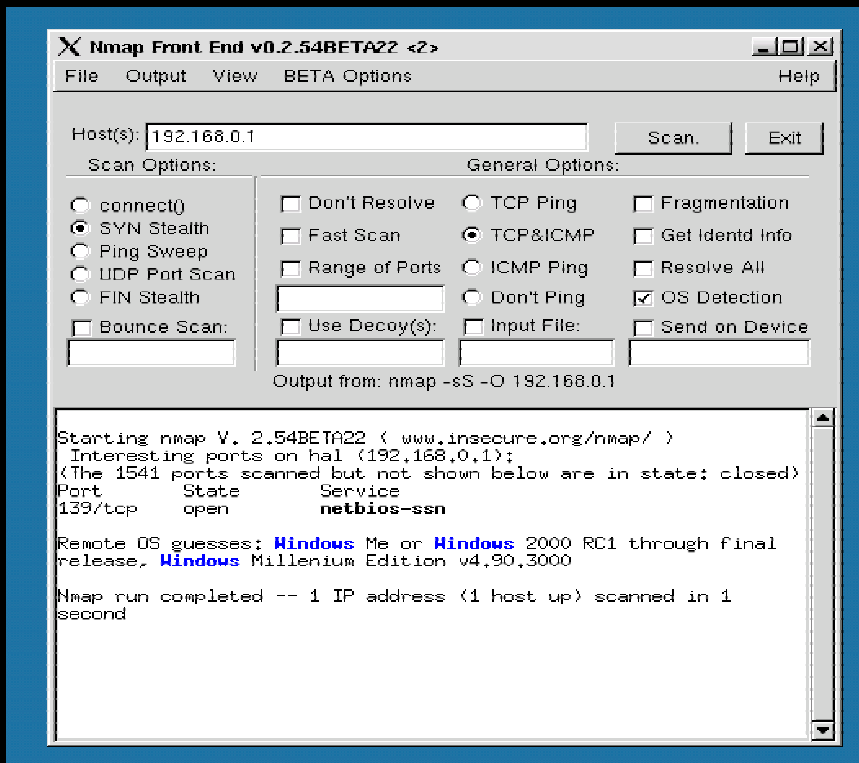 Nmap Front End v0.2.54BETA22 <2>
File Output View BETA Options Help
Host(s): 192.168.0.1 Scan. Exit
Scan Options: General Options:
connect()
SYN Stealth
Ping Sweep
UDP Port Scan
FIN Stealth
Bounce Scan:
Don't Resolve TCP Ping Fragmentation
Fast Scan TCP&ICMP Get Identd Info
Range of Ports ICMP Ping Resolve All
Don't Ping OS Detection
Use Decoy(s): Input File: Send on Device
Output from: nmap -sS -O 192.168.0.1
Starting nmap V. 2.54BETA22 ( www.insecure.org/nmap/ )
Interesting ports on hal (192.168.0.1):
(The 1541 ports scanned but not shown below are in state: closed)
Port State Service
139/tcp open netbios-ssn
Remote OS guesses: Windows Me or Windows 2000 RC1 through final
release, Windows Millenium Edition v4.90.3000
Nmap run completed -- 1 IP address (1 host up) scanned in 1
second